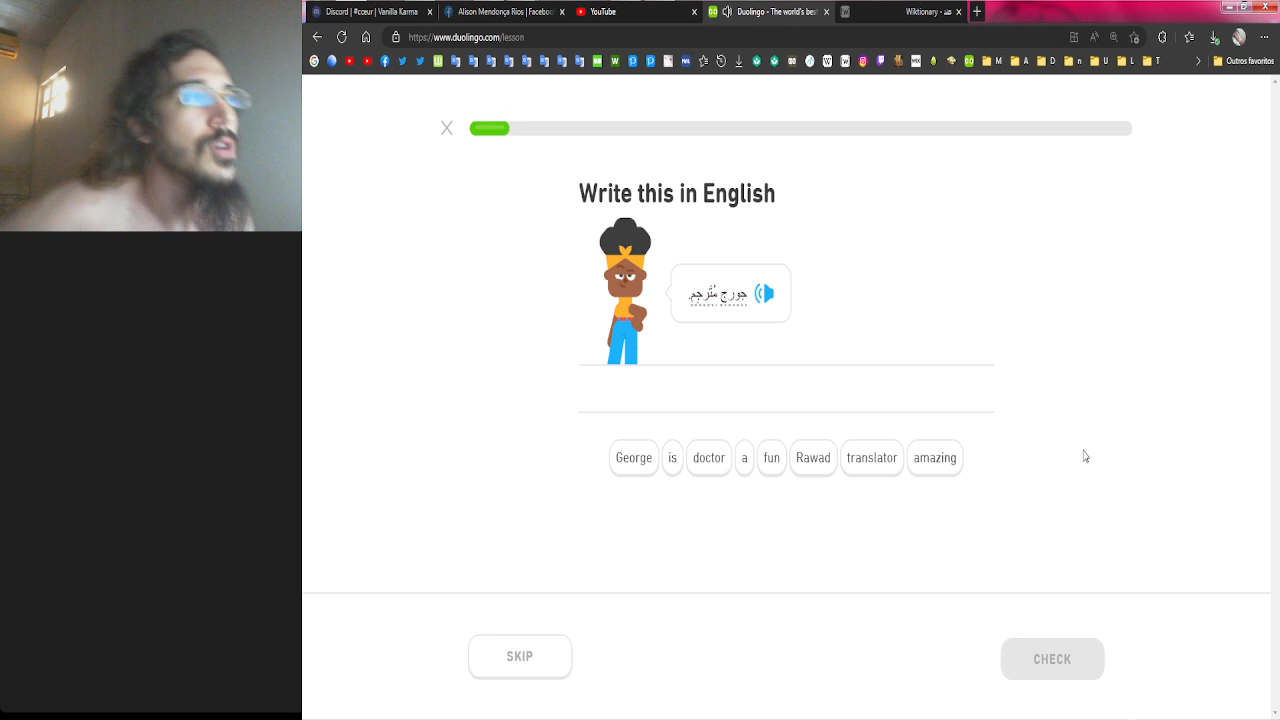 Discord | #cœur | Vanilla Karma
Alison Mendonça Rios | Faceboo
YouTube
Duolingo - The world's best
Wiktionary -
https://www.duolingo.com/lesson
M
A
D
n
U
L
T
Outros favoritos
X
Write this in English
جورج مُتَرجِم.
George is doctor a fun Rawad translator amazing
SKIP
CHECK